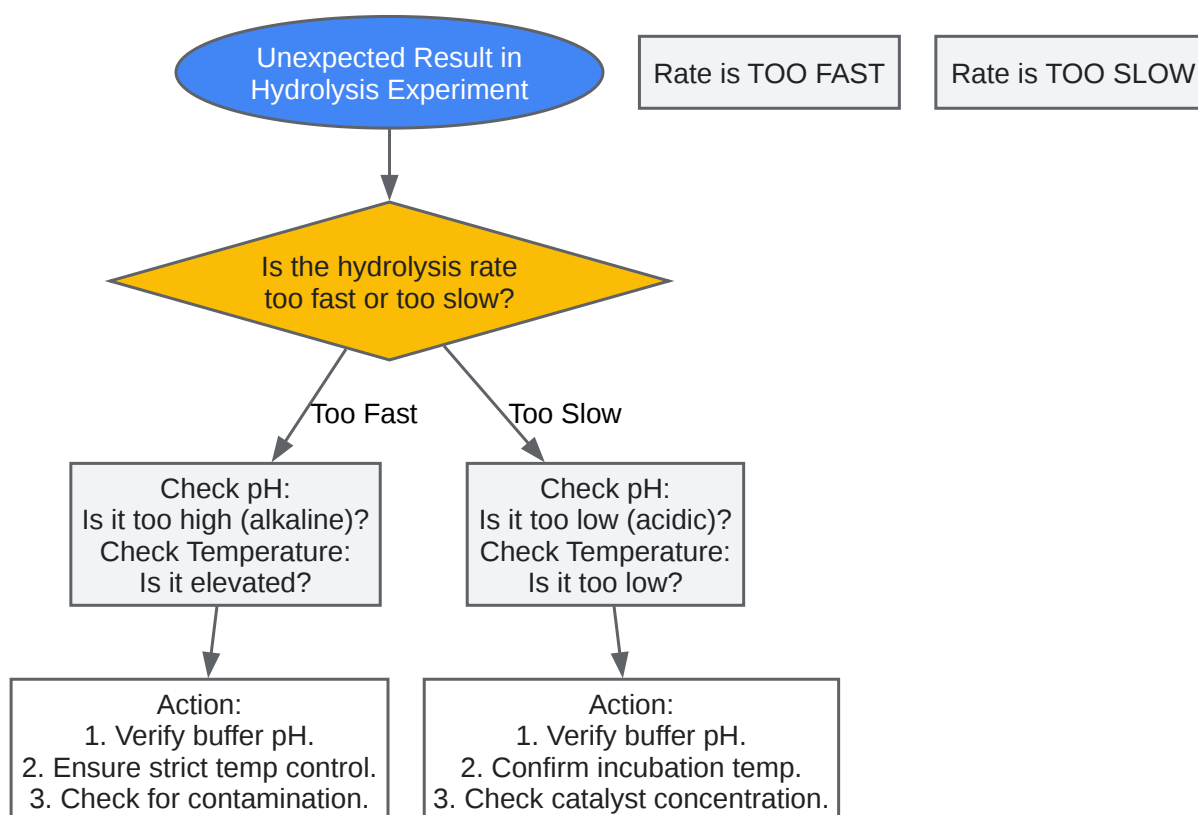 Unexpected Result in
Hydrolysis Experiment
Rate is TOO FAST
Rate is TOO SLOW
Is the hydrolysis rate
too fast or too slow?
Too Fast
Too Slow
Check pH:
Is it too high (alkaline)?
Check Temperature:
Is it elevated?
Check pH:
Is it too low (acidic)?
Check Temperature:
Is it too low?
Action:
1. Verify buffer pH.
2. Ensure strict temp control.
3. Check for contamination.
Action:
1. Verify buffer pH.
2. Confirm incubation temp.
3. Check catalyst concentration.